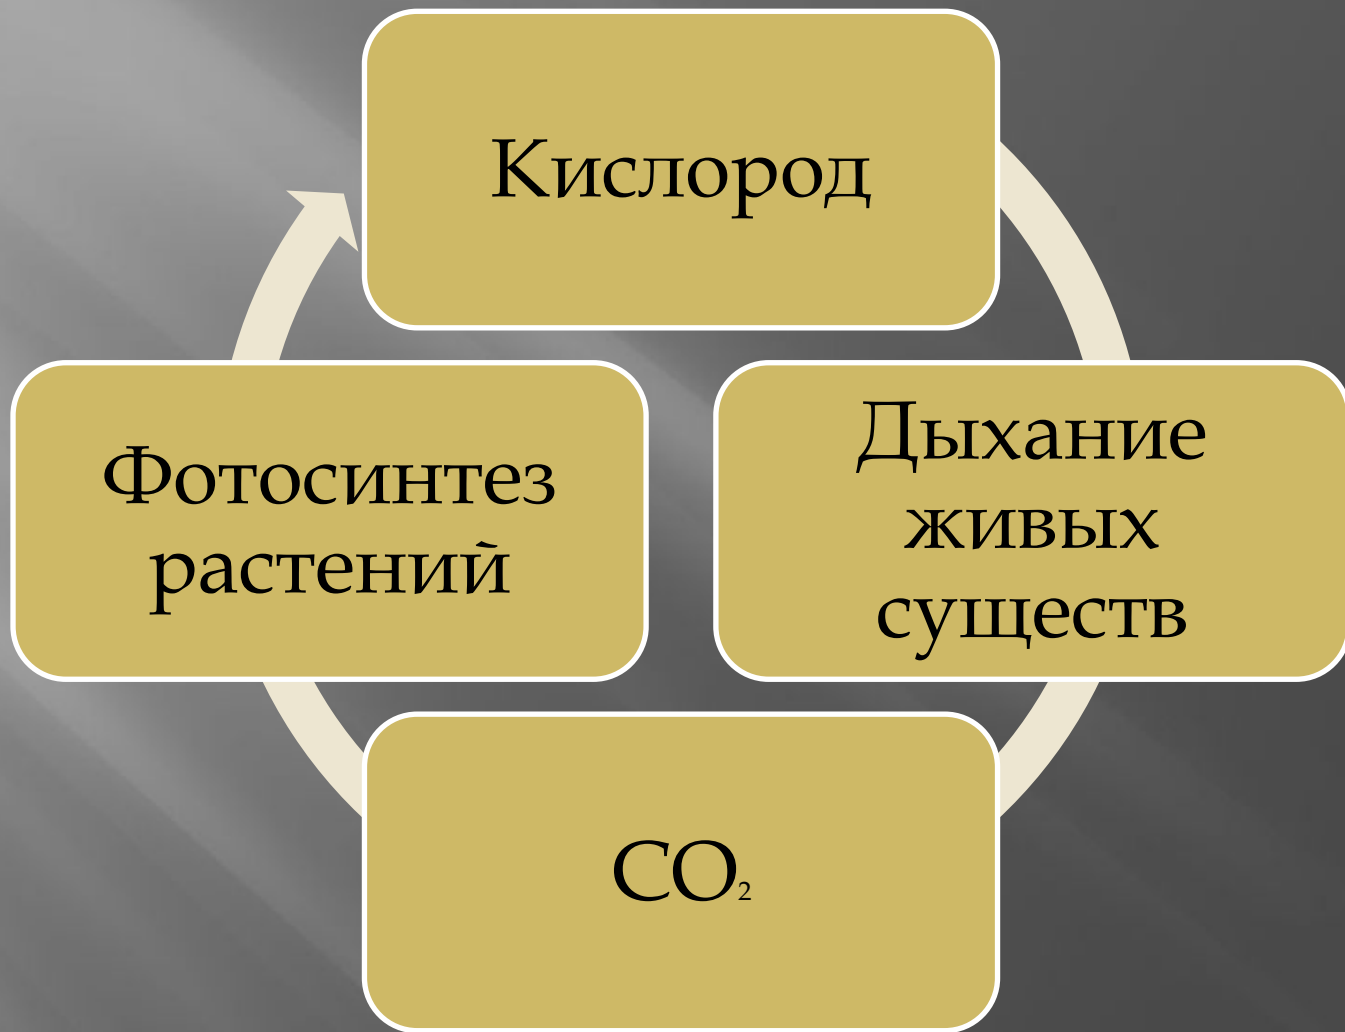 Кислород
Дыхание
живых
существ
CO₂
Фотосинтез
растений